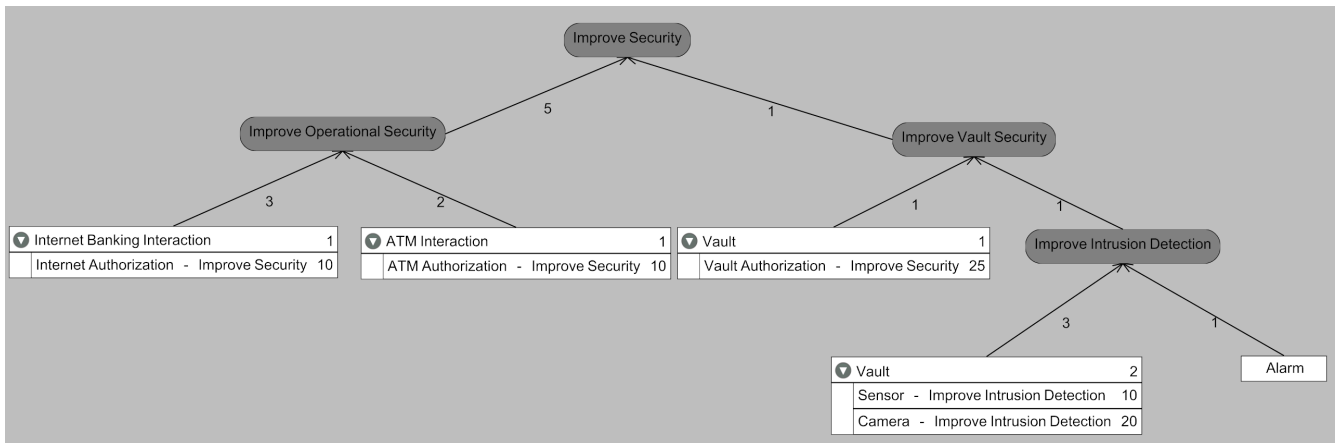 Improve Security
5
1
Improve Operational Security
Improve Vault Security
3
2
1
1
Internet Banking Interaction 1
Internet Authorization - Improve Security 10
ATM Interaction 1
ATM Authorization - Improve Security 10
Vault 1
Vault Authorization - Improve Security 25
Improve Intrusion Detection
3
1
Vault 2
Sensor - Improve Intrusion Detection 10
Camera - Improve Intrusion Detection 20
Alarm